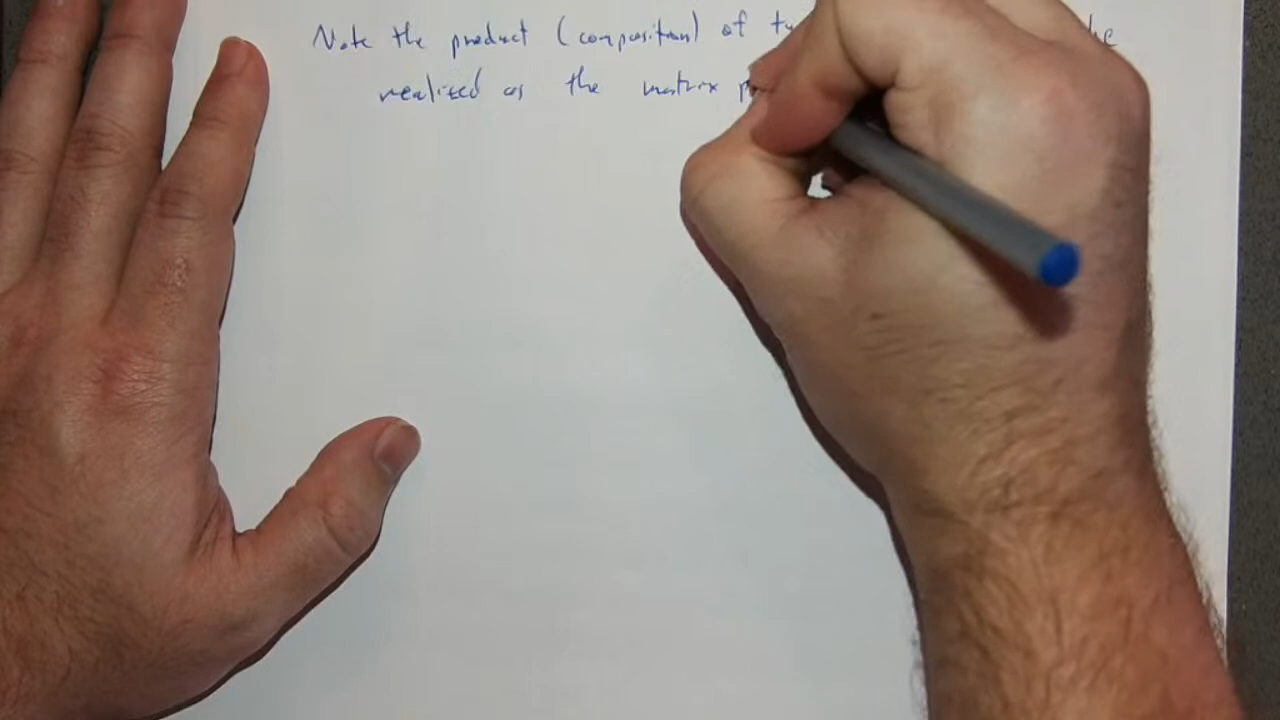 Note the product (composition) of
realized as the matrix